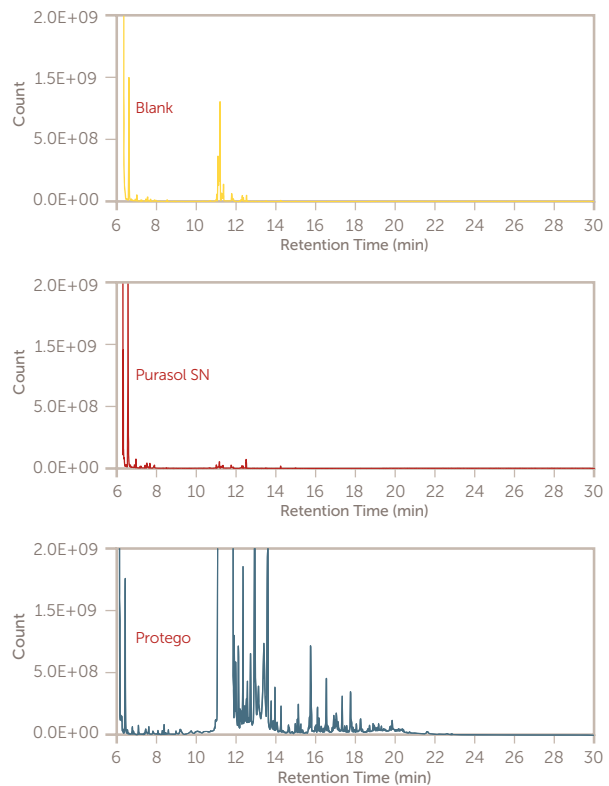 2.0E+09
1.5E+09
Count
Blank
5.0E+08
0.0E+00
6 8 10 12 14 16 18 20 22 24 26 28 30
Retention Time (min)
2.0E+09
1.5E+09
Count
Purasol SN
5.0E+08
0.0E+00
6 8 10 12 14 16 18 20 22 24 26 28 30
Retention Time (min)
2.0E+09
1.5E+09
Count
Protego
5.0E+08
0.0E+00
6 8 10 12 14 16 18 20 22 24 26 28 30
Retention Time (min)